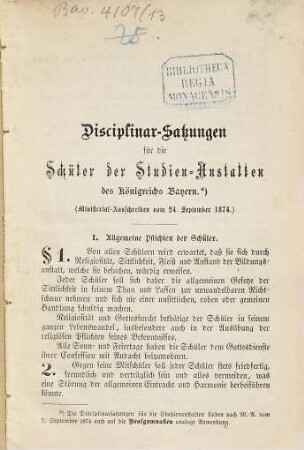 Bav. 4107/13
75.
BIBLIOTHECA
REGIA
MONACENSIS
Disciplinar-Satzungen
für die
Schüler der Studien-Anstalten
des Königreichs Bayern.*)
(Ministerial-Ausschreiben vom 24. September 1874.)
I. Allgemeine Pflichten der Schüler.
§ 1. Von allen Schülern wird erwartet, daß sie sich durch
Religiosität, Sittlichkeit, Fleiß und Anstand der Bildungs-
anstalt, welche sie besuchen, würdig erweisen.
Jeder Schüler soll sich daher die allgemeinen Gesetze der
Sittlichkeit in seinem Thun und Lassen zur unwandelbaren Richt-
schnur nehmen und sich nie einer unsittlichen, rohen oder gemeinen
Handlung schuldig machen.
Religiosität und Gottesfurcht bethätige der Schüler in seinem
ganzen Lebenswandel, insbesondere auch in der Ausübung der
religiösen Pflichten seines Bekenntnisses.
Alle Sonn- und Feiertage haben die Schüler dem Gottesdienste
ihrer Confession mit Andacht beizuwohnen.
2. Gegen seine Mitschüler soll jeder Schüler stets friedfertig,
freundlich und verträglich sein und alles vermeiden, was
eine Störung der allgemeinen Eintracht und Harmonie herbeiführen
könnte.
*) Die Disciplinarsatzungen für die Studienanstalten haben nach M.-R. vom
7. September 1874 auch auf die Realgymnasien analoge Anwendung.